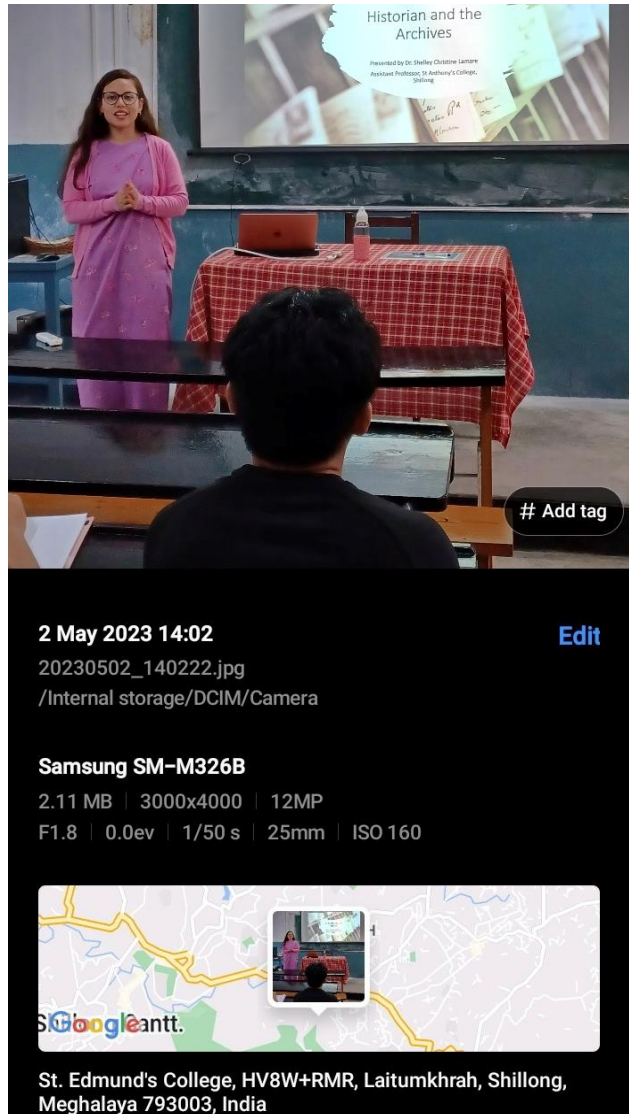 Historian and the
Archives
Presented by Dr. Shelley Christine Lamare
Assistant Professor, St Anthony's College,
Shillong
# Add tag
2 May 2023 14:02
Edit
20230502_140222.jpg
/Internal storage/DCIM/Camera
Samsung SM-M326B
2.11 MB | 3000x4000 | 12MP
F1.8 | 0.0ev | 1/50 s | 25mm | ISO 160
Google
antt.
St. Edmund's College, HV8W+RMR, Laitumkhrah, Shillong,
Meghalaya 793003, India